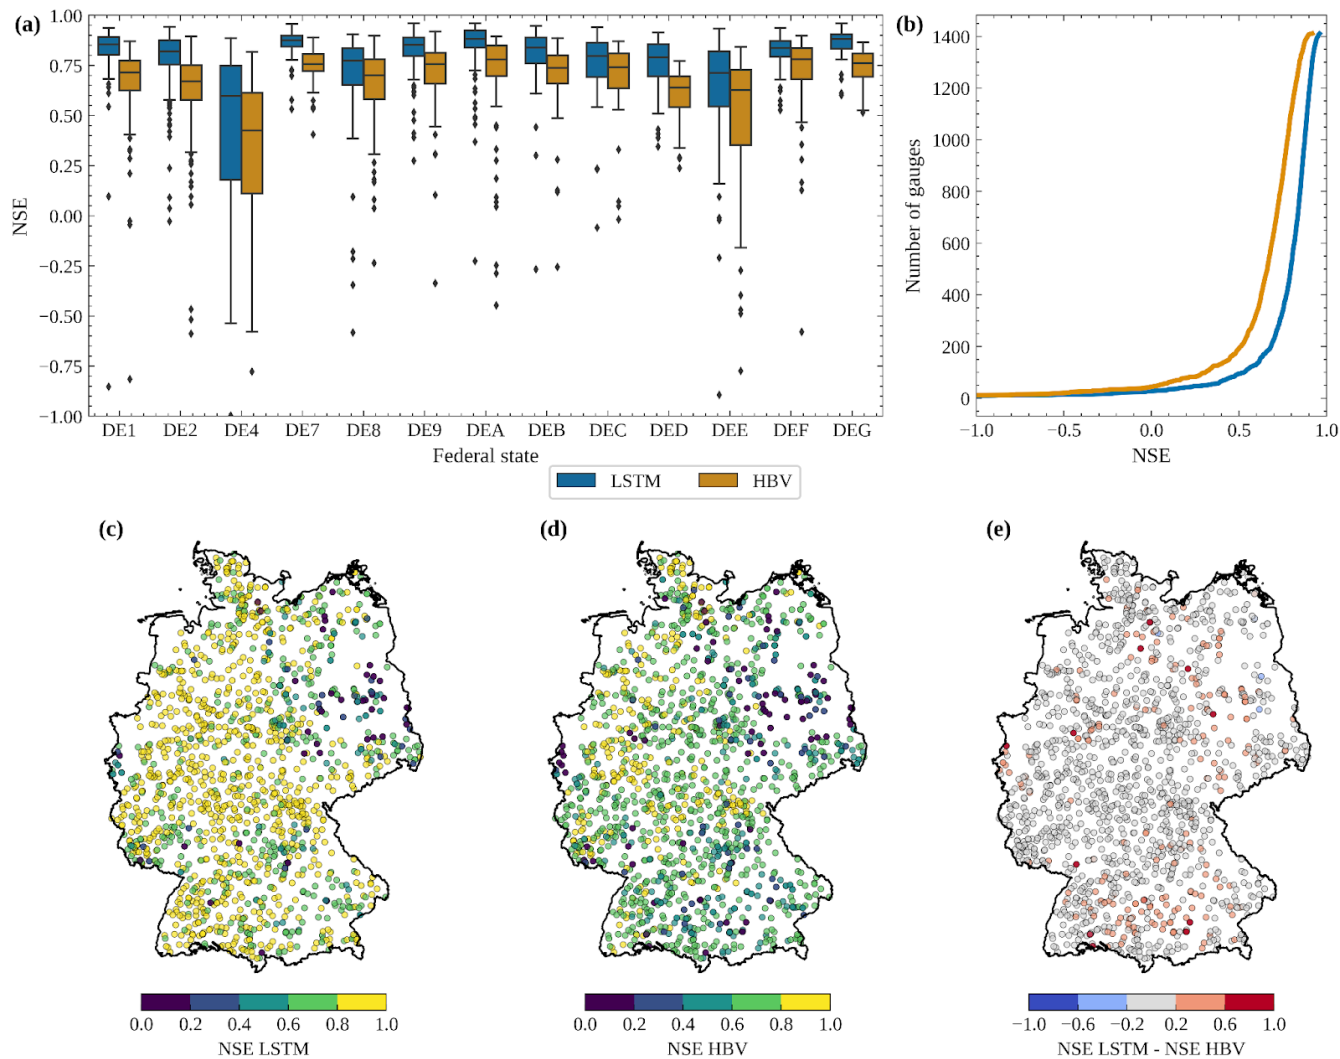 (a)
1.00
0.75
0.50
0.25
0.00
−0.25
−0.50
−0.75
−1.00
NSE
DE1 DE2 DE4 DE7 DE8 DE9 DEA DEB DEC DED DEE DEF DEG
Federal state
(b)
1400
1200
1000
800
600
400
200
0
Number of gauges
−1.0 −0.5 0.0 0.5 1.0
NSE
LSTM HBV
(c)
0.0 0.2 0.4 0.6 0.8 1.0
NSE LSTM
(d)
0.0 0.2 0.4 0.6 0.8 1.0
NSE HBV
(e)
−1.0 −0.6 −0.2 0.2 0.6 1.0
NSE LSTM - NSE HBV